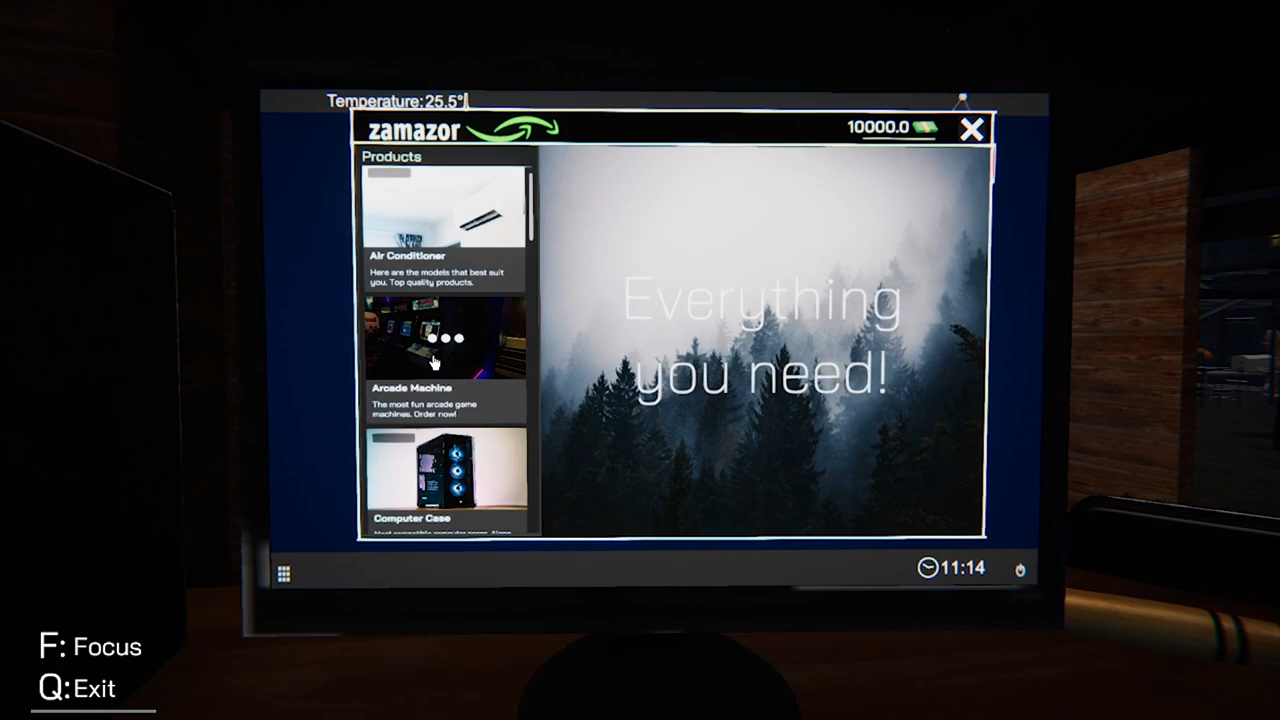 Temperature:25.5°
zamazor
10000.0
Products
Air Conditioner
Here are the models that best suit
you. Top quality products.
Arcade Machine
The most fun arcade game
machines. Order now!
Computer Case
Everything
you need!
11:14
F: Focus
Q: Exit